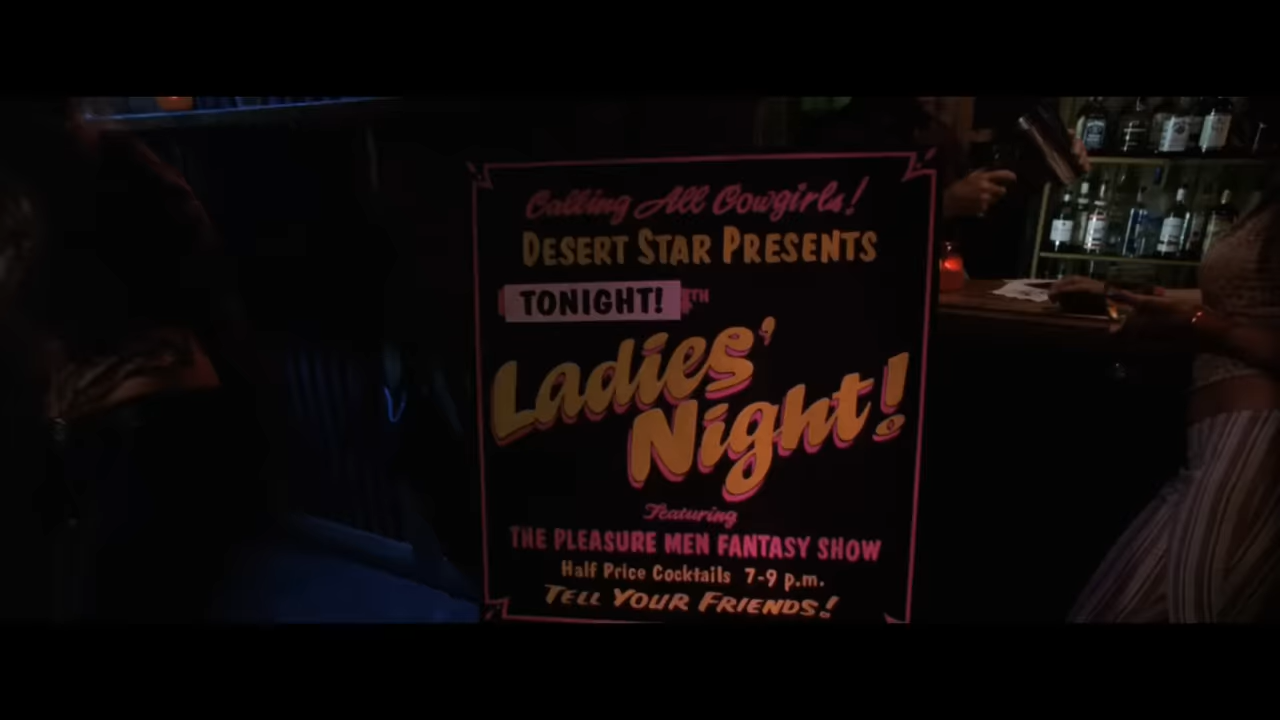 Calling All Cowgirls!
DESERT STAR PRESENTS
TONIGHT! TH
Ladies'
Night!
Featuring
THE PLEASURE MEN FANTASY SHOW
Half Price Cocktails 7-9 p.m.
TELL YOUR FRIENDS!